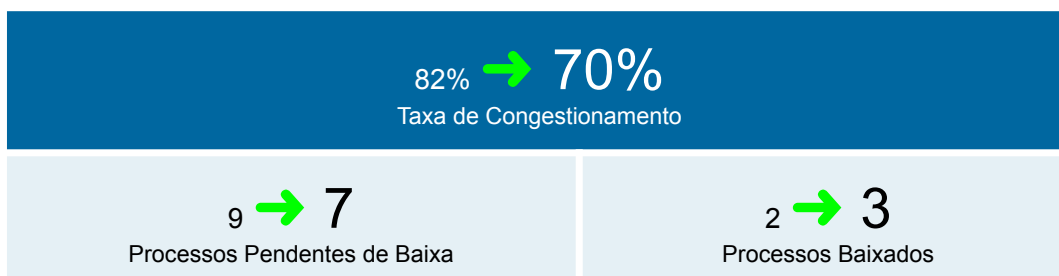 82% ➜ 70%
Taxa de Congestionamento
9 ➜ 7
Processos Pendentes de Baixa
2 ➜ 3
Processos Baixados